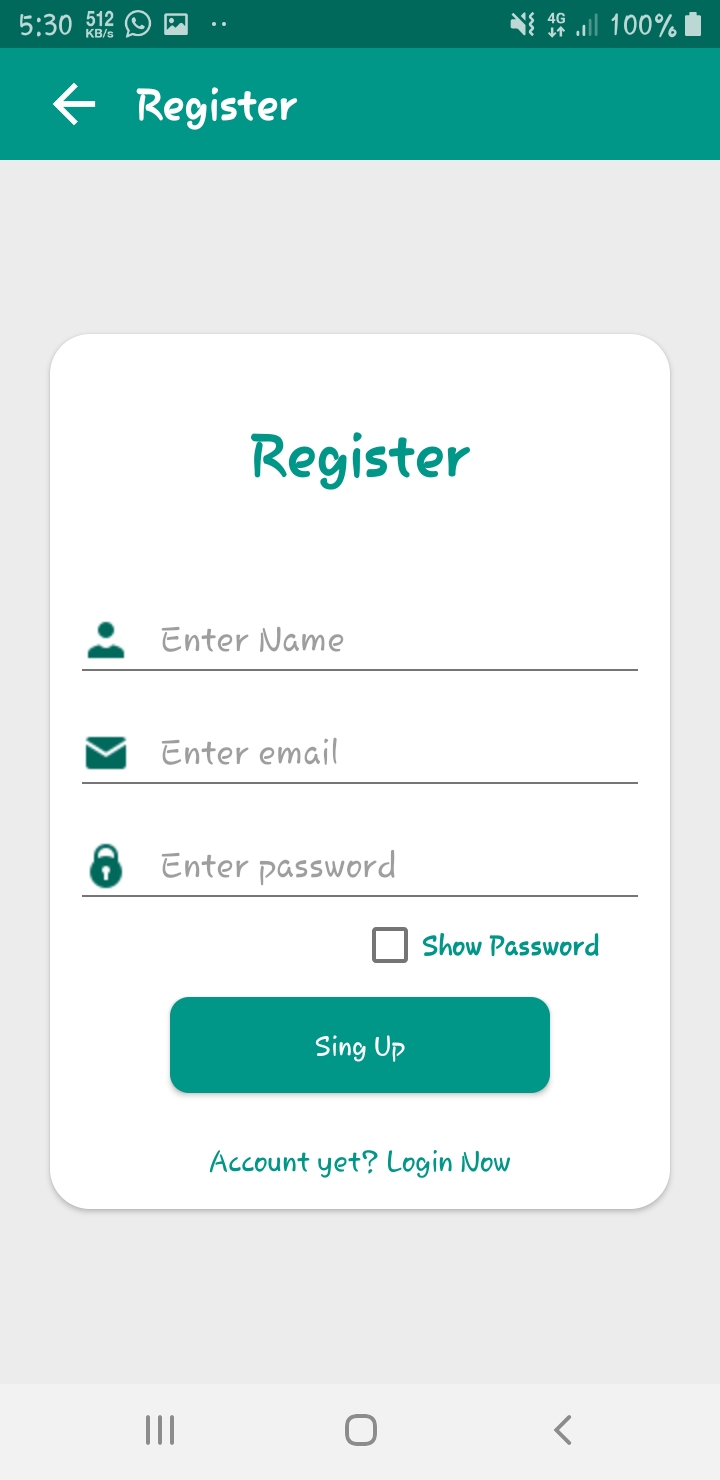 5:30 512 KB/s 4G 100%
Register
Register
Enter Name
Enter email
Enter password
Show Password
Sing Up
Account yet? Login Now